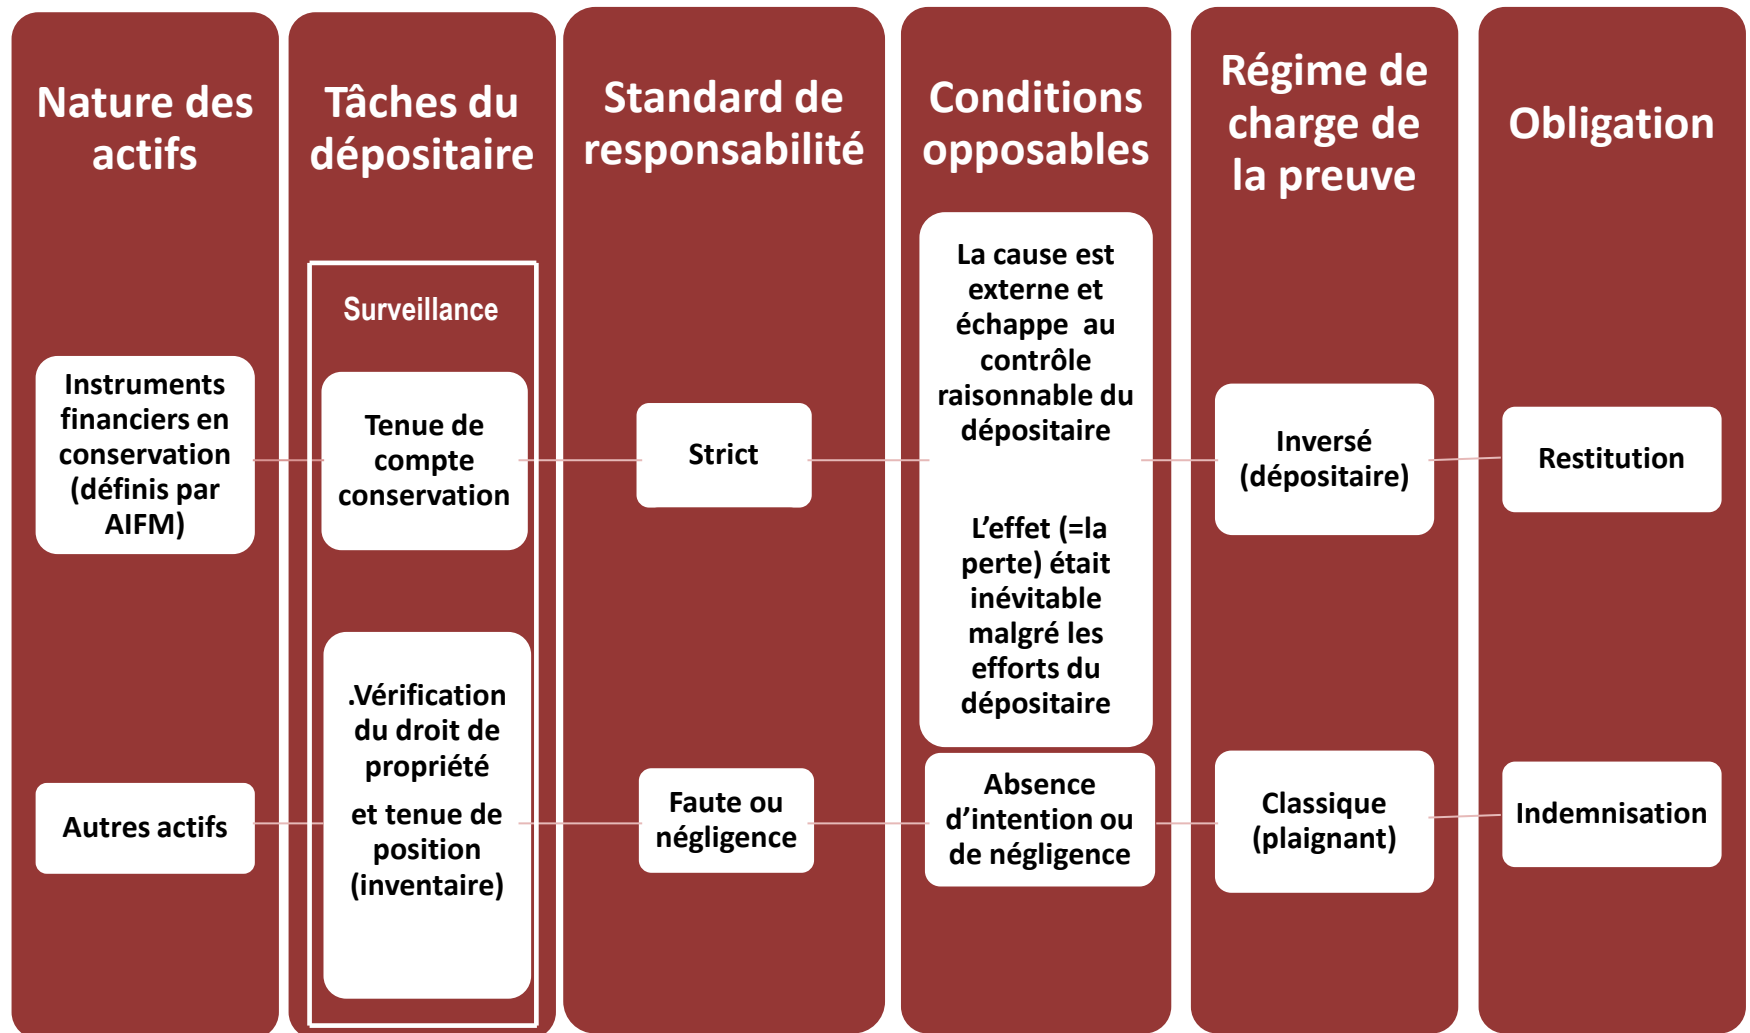 Nature des
actifs
Tâches du
dépositaire
Standard de
responsabilité
Conditions
opposables
Régime de
charge de
la preuve
Obligation
Surveillance
Instruments
financiers en
conservation
(définis par
AIFM)
Tenue de
compte
conservation
Strict
La cause est
externe et
échappe  au
contrôle
raisonnable du
dépositaire
L'effet (=la
perte) était
inévitable
malgré les
efforts du
dépositaire
Inversé
(dépositaire)
Restitution
Autres actifs
.Vérification
du droit de
propriété
et tenue de
position
(inventaire)
Faute ou
négligence
Absence
d'intention ou
de négligence
Classique
(plaignant)
Indemnisation